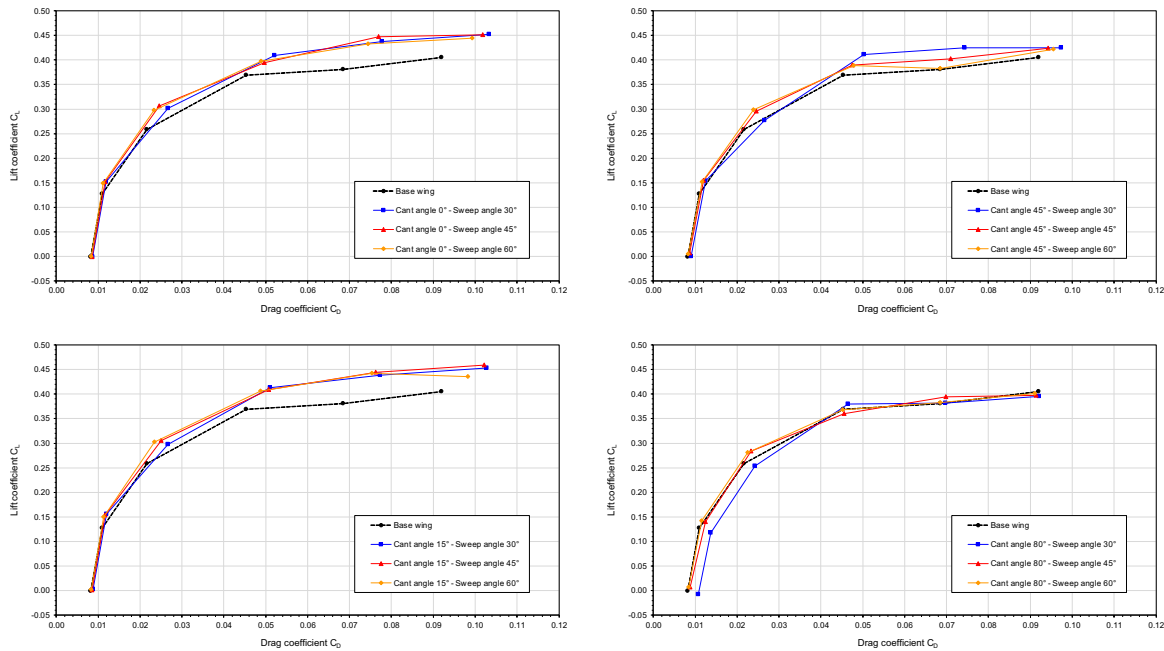 0.50
0.45
0.40
0.35
0.30
0.25
0.20
0.15
0.10
0.05
0.00
-0.05
Lift coefficient C_L
0.00 0.01 0.02 0.03 0.04 0.05 0.06 0.07 0.08 0.09 0.10 0.11 0.12
Drag coefficient C_D
Base wing
Cant angle 0° - Sweep angle 30°
Cant angle 0° - Sweep angle 45°
Cant angle 0° - Sweep angle 60°
0.50
0.45
0.40
0.35
0.30
0.25
0.20
0.15
0.10
0.05
0.00
-0.05
Lift coefficient C_L
0.00 0.01 0.02 0.03 0.04 0.05 0.06 0.07 0.08 0.09 0.10 0.11 0.12
Drag coefficient C_D
Base wing
Cant angle 45° - Sweep angle 30°
Cant angle 45° - Sweep angle 45°
Cant angle 45° - Sweep angle 60°
0.50
0.45
0.40
0.35
0.30
0.25
0.20
0.15
0.10
0.05
0.00
-0.05
Lift coefficient C_L
0.00 0.01 0.02 0.03 0.04 0.05 0.06 0.07 0.08 0.09 0.10 0.11 0.12
Drag coefficient C_D
Base wing
Cant angle 15° - Sweep angle 30°
Cant angle 15° - Sweep angle 45°
Cant angle 15° - Sweep angle 60°
0.50
0.45
0.40
0.35
0.30
0.25
0.20
0.15
0.10
0.05
0.00
-0.05
Lift coefficient C_L
0.00 0.01 0.02 0.03 0.04 0.05 0.06 0.07 0.08 0.09 0.10 0.11 0.12
Drag coefficient C_D
Base wing
Cant angle 80° - Sweep angle 30°
Cant angle 80° - Sweep angle 45°
Cant angle 80° - Sweep angle 60°